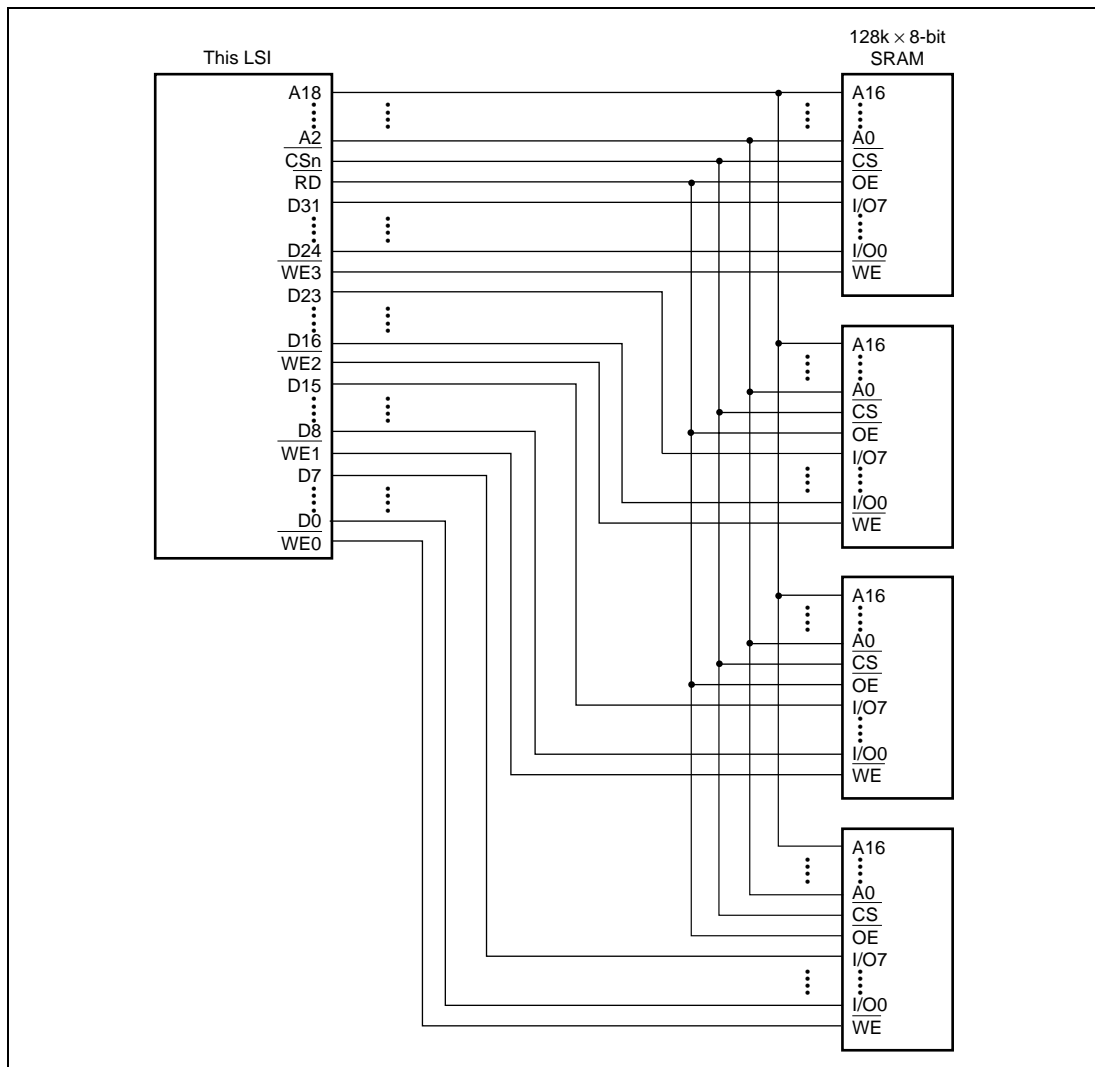 This LSI
A18
A2
CSn
RD
D31
D24
WE3
D23
D16
WE2
D15
D8
WE1
D7
D0
WE0
128k × 8-bit
SRAM
A16
A0
CS
OE
I/O7
I/O0
WE
A16
A0
CS
OE
I/O7
I/O0
WE
A16
A0
CS
OE
I/O7
I/O0
WE
A16
A0
CS
OE
I/O7
I/O0
WE